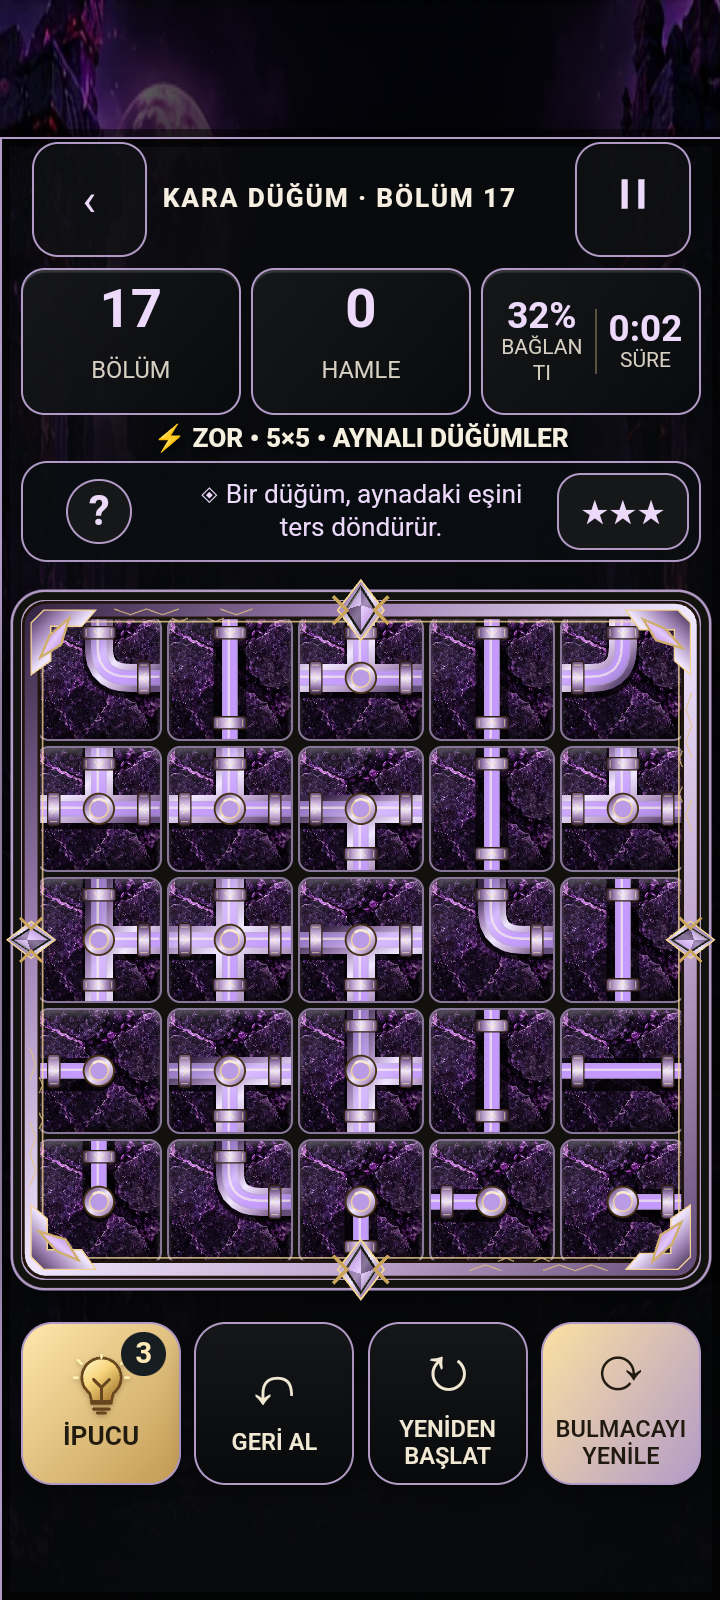 ‹
KARA DÜĞÜM · BÖLÜM 17
17
BÖLÜM
0
HAMLE
32%
BAĞLAN
TI
0:02
SÜRE
⚡ ZOR • 5×5 • AYNALI DÜĞÜMLER
?
◈ Bir düğüm, aynadaki eşini
ters döndürür.
★★★
3
İPUCU
GERİ AL
YENİDEN
BAŞLAT
BULMACAYI
YENİLE